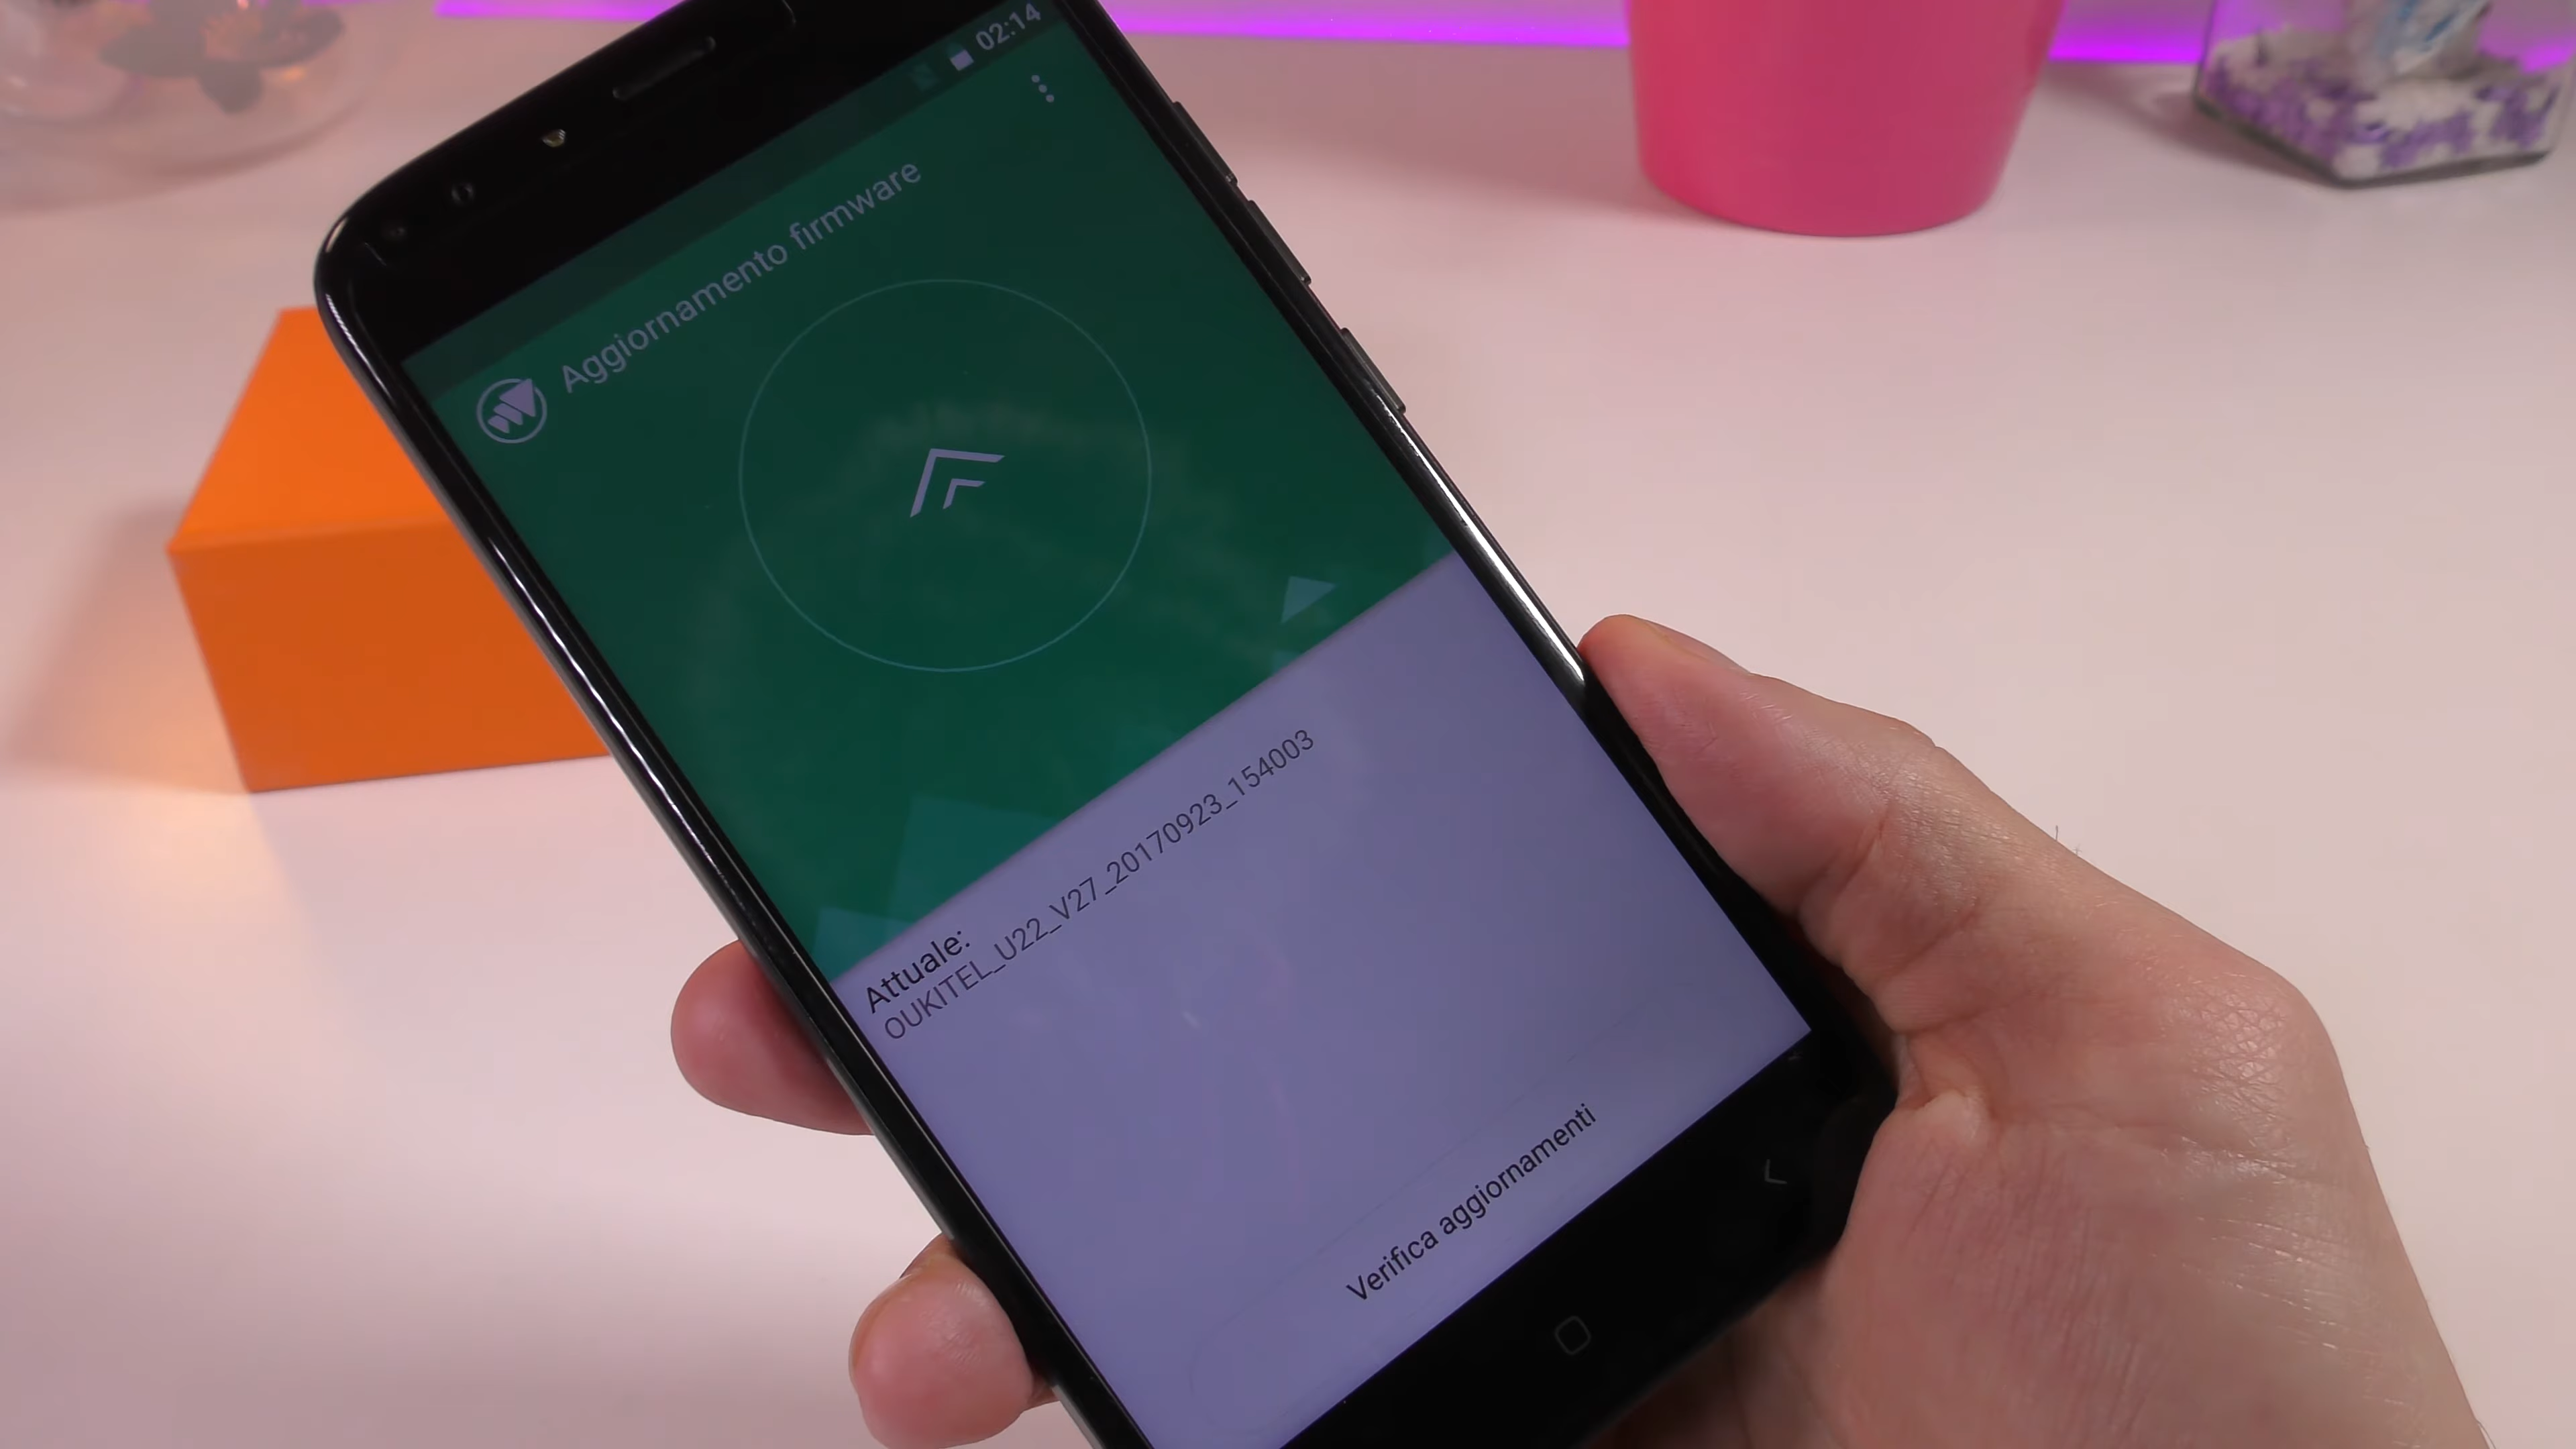 02:14
Aggiornamento firmware
Attuale:
OUKITEL_U22_V27_20170923_154003
Verifica aggiornamenti